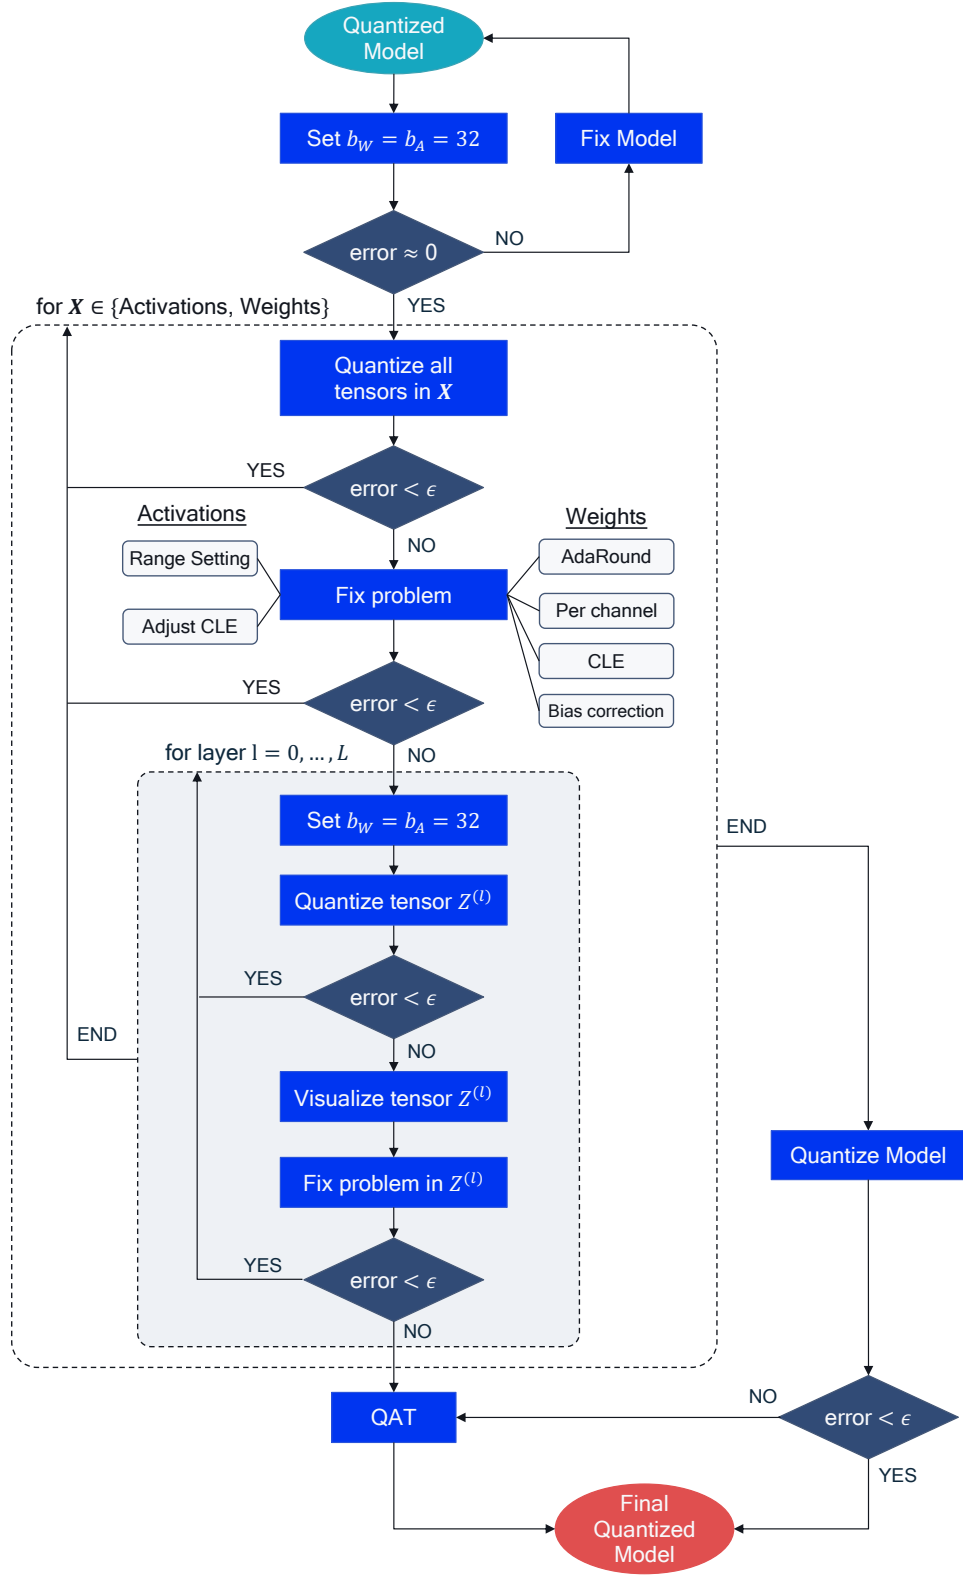 Quantized
Model
Set b_W = b_A = 32
Fix Model
error ≈ 0
NO
YES
for X ∈ {Activations, Weights}
Quantize all
tensors in X
YES
error < ϵ
Activations
Weights
NO
Range Setting
AdaRound
Fix problem
Per channel
Adjust CLE
CLE
YES
error < ϵ
Bias correction
for layer l = 0, ..., L
NO
Set b_W = b_A = 32
END
Quantize tensor Z^(l)
YES
error < ϵ
END
NO
Visualize tensor Z^(l)
Quantize Model
Fix problem in Z^(l)
YES
error < ϵ
NO
QAT
NO
error < ϵ
YES
Final
Quantized
Model